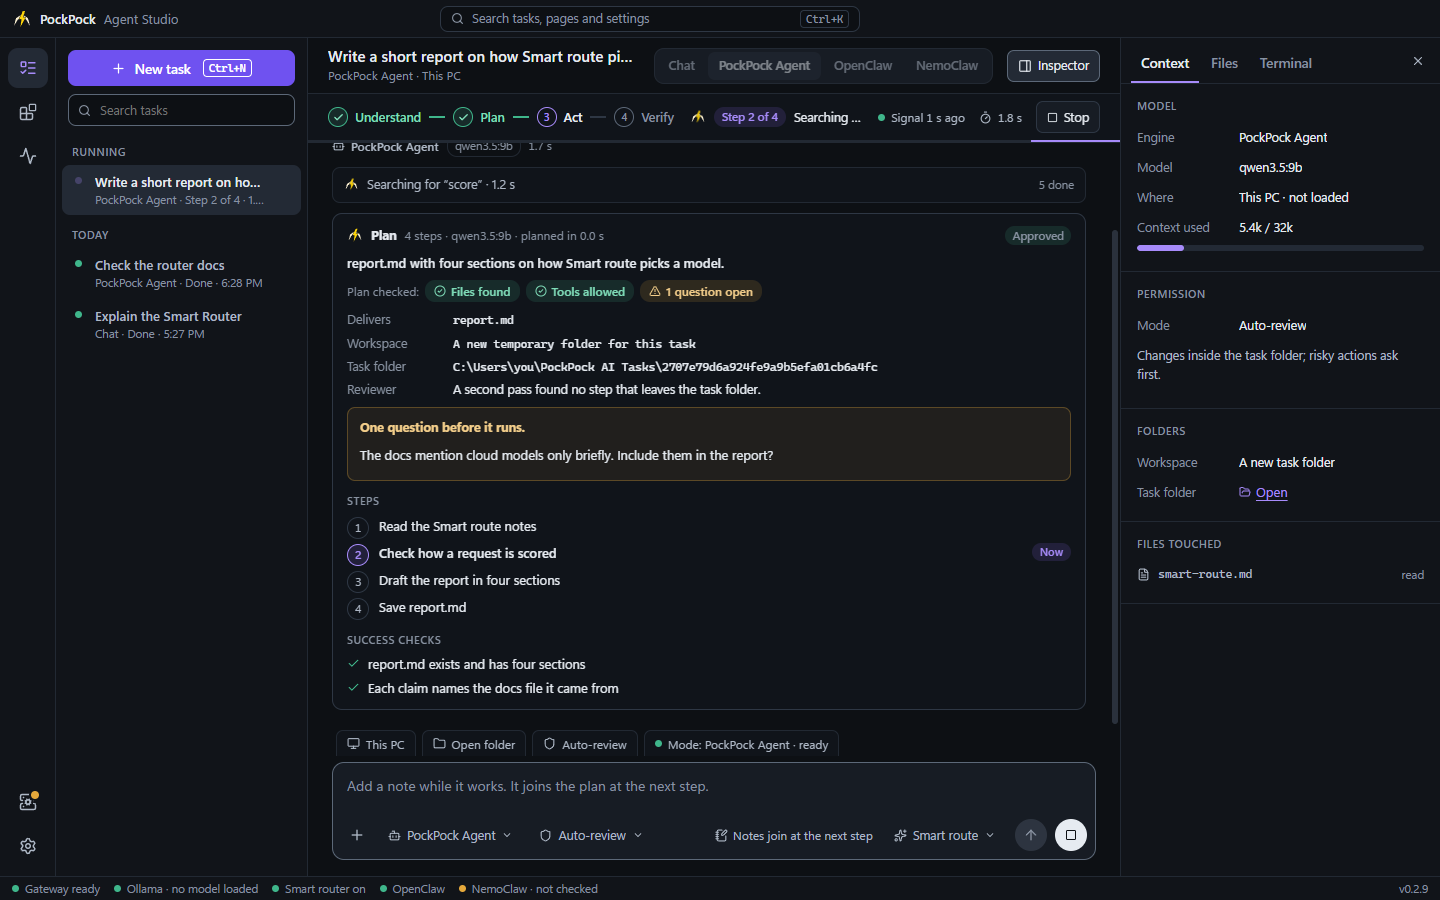 PockPock Agent Studio
Search tasks, pages and settings Ctrl+K
New task Ctrl+N
Search tasks
RUNNING
Write a short report on ho...
PockPock Agent · Step 2 of 4 · 1....
TODAY
Check the router docs
PockPock Agent · Done · 6:28 PM
Explain the Smart Router
Chat · Done · 5:27 PM
Write a short report on how Smart route pi...
PockPock Agent · This PC
Chat PockPock Agent OpenClaw NemoClaw
Inspector
Understand Plan 3 Act 4 Verify Step 2 of 4 Searching ... Signal 1 s ago 1.8 s Stop
PockPock Agent qwen3.5:9b 1.7 s
Searching for “score” · 1.2 s 5 done
Plan 4 steps · qwen3.5:9b · planned in 0.0 s Approved
report.md with four sections on how Smart route picks a model.
Plan checked: Files found Tools allowed 1 question open
Delivers report.md
Workspace A new temporary folder for this task
Task folder C:\Users\you\PockPock AI Tasks\2707e79d6a924fe9a9b5efa01cb6a4fc
Reviewer A second pass found no step that leaves the task folder.
One question before it runs.
The docs mention cloud models only briefly. Include them in the report?
STEPS
1 Read the Smart route notes
2 Check how a request is scored Now
3 Draft the report in four sections
4 Save report.md
SUCCESS CHECKS
report.md exists and has four sections
Each claim names the docs file it came from
This PC Open folder Auto-review Mode: PockPock Agent · ready
Add a note while it works. It joins the plan at the next step.
PockPock Agent Auto-review Notes join at the next step Smart route
Context Files Terminal
MODEL
Engine PockPock Agent
Model qwen3.5:9b
Where This PC · not loaded
Context used 5.4k / 32k
PERMISSION
Mode Auto-review
Changes inside the task folder; risky actions ask
first.
FOLDERS
Workspace A new task folder
Task folder Open
FILES TOUCHED
smart-route.md read
Gateway ready Ollama · no model loaded Smart router on OpenClaw NemoClaw · not checked v0.2.9